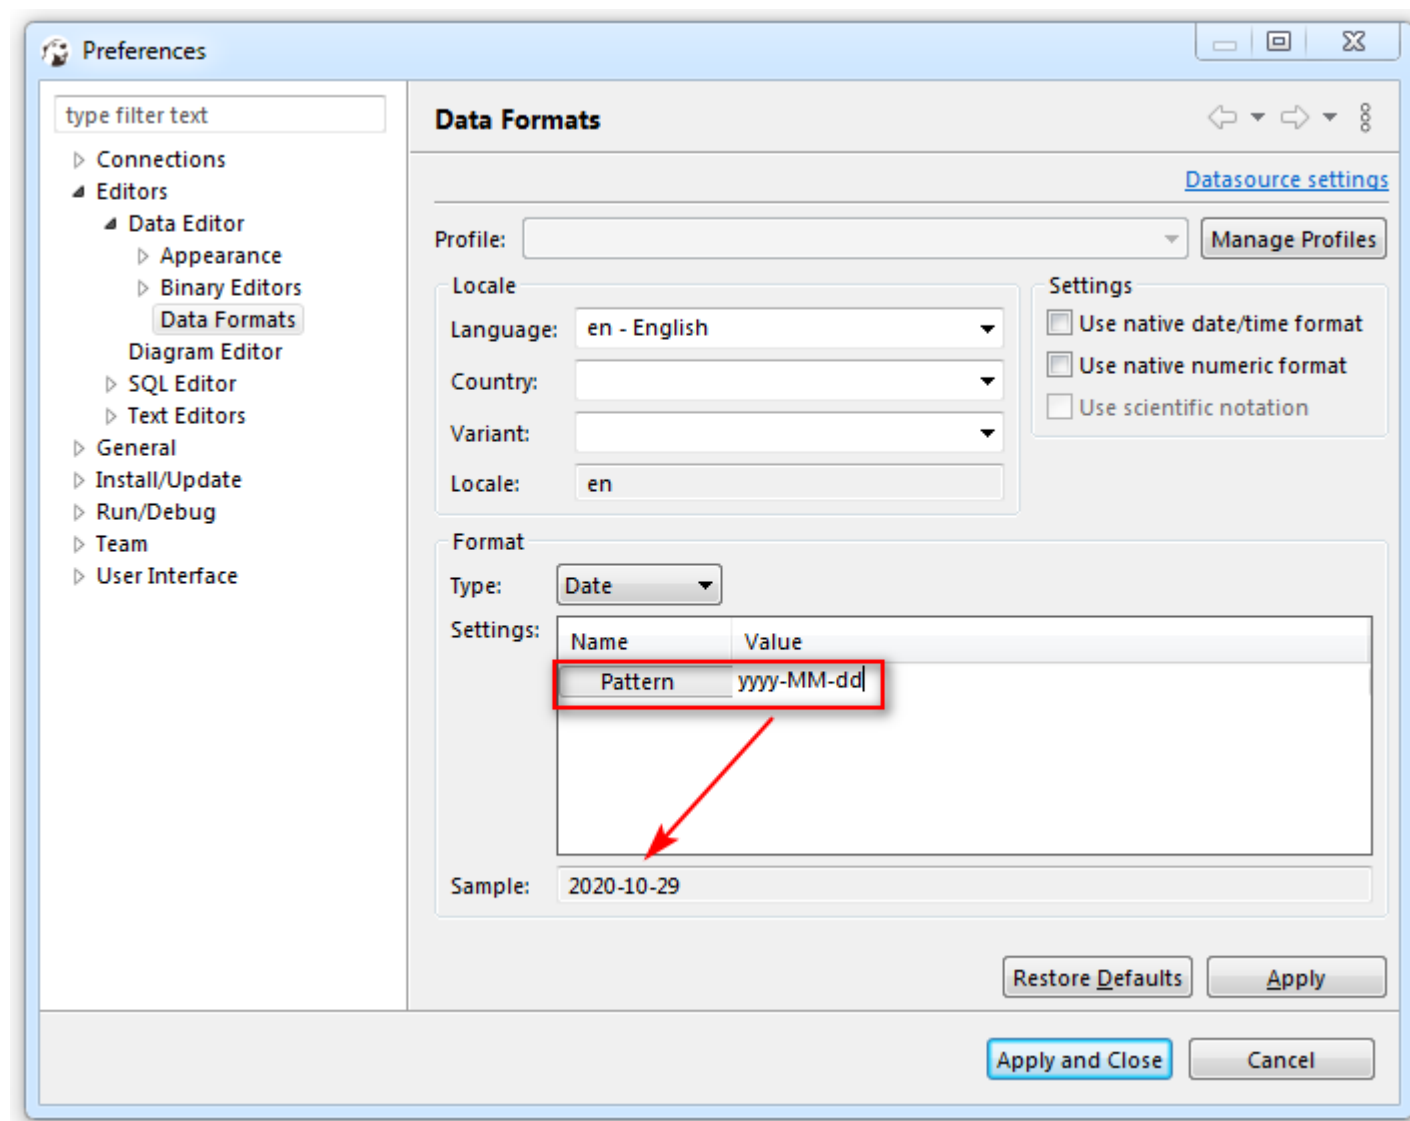 Preferences
type filter text
Connections
Editors
Data Editor
Appearance
Binary Editors
Data Formats
Diagram Editor
SQL Editor
Text Editors
General
Install/Update
Run/Debug
Team
User Interface
Data Formats
Datasource settings
Profile:
Manage Profiles
Locale
Language: en - English
Country:
Variant:
Locale: en
Settings
Use native date/time format
Use native numeric format
Use scientific notation
Format
Type: Date
Settings:
Name Value
Pattern yyyy-MM-dd
Sample: 2020-10-29
Restore Defaults Apply
Apply and Close Cancel